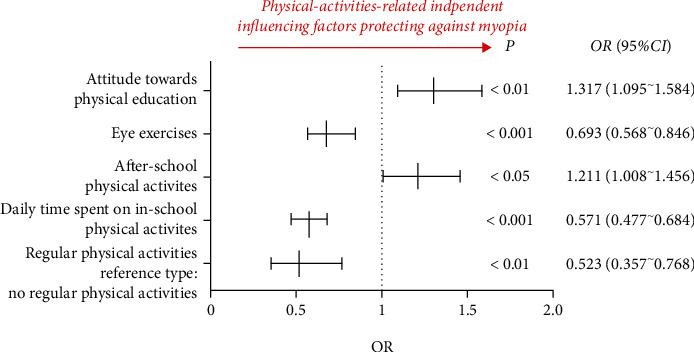 Physical-activities-related indpendent
influencing factors protecting against myopia
P
OR (95%CI)
Attitude towards
physical education
< 0.01
1.317 (1.095~1.584)
Eye exercises
< 0.001
0.693 (0.568~0.846)
After-school
physical activites
< 0.05
1.211 (1.008~1.456)
Daily time spent on in-school
physical activites
< 0.001
0.571 (0.477~0.684)
Regular physical activities
reference type:
no regular physical activities
< 0.01
0.523 (0.357~0.768)
0
0.5
1.0
1.5
2.0
OR